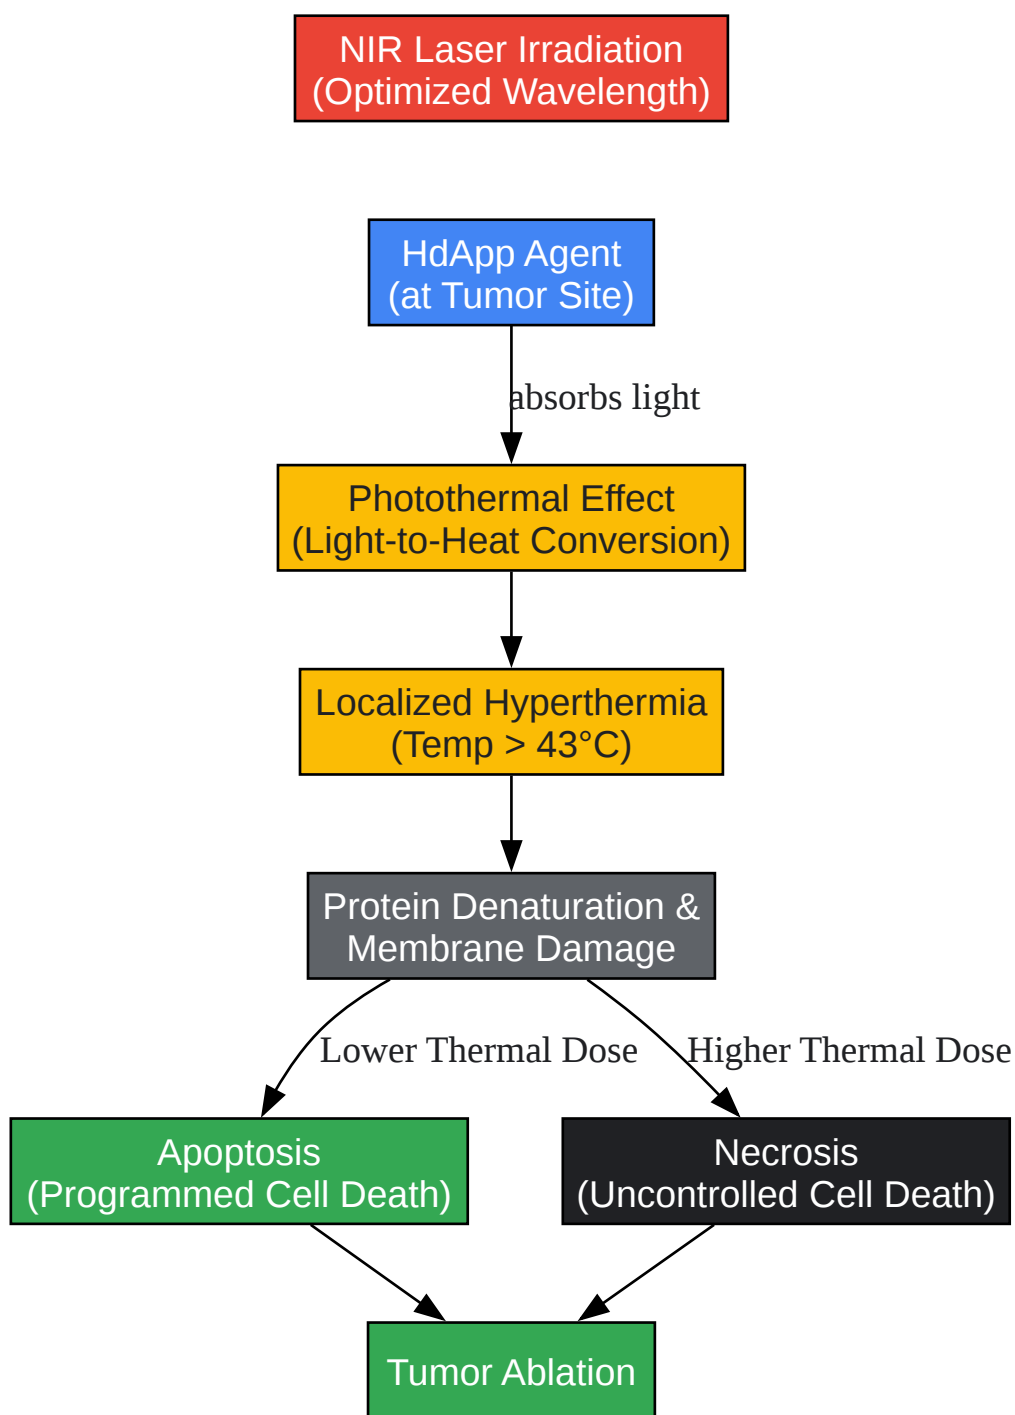 NIR Laser Irradiation
(Optimized Wavelength)
HdApp Agent
(at Tumor Site)
absorbs light
Photothermal Effect
(Light-to-Heat Conversion)
Localized Hyperthermia
(Temp > 43°C)
Protein Denaturation &
Membrane Damage
Lower Thermal Dose
Higher Thermal Dose
Apoptosis
(Programmed Cell Death)
Necrosis
(Uncontrolled Cell Death)
Tumor Ablation